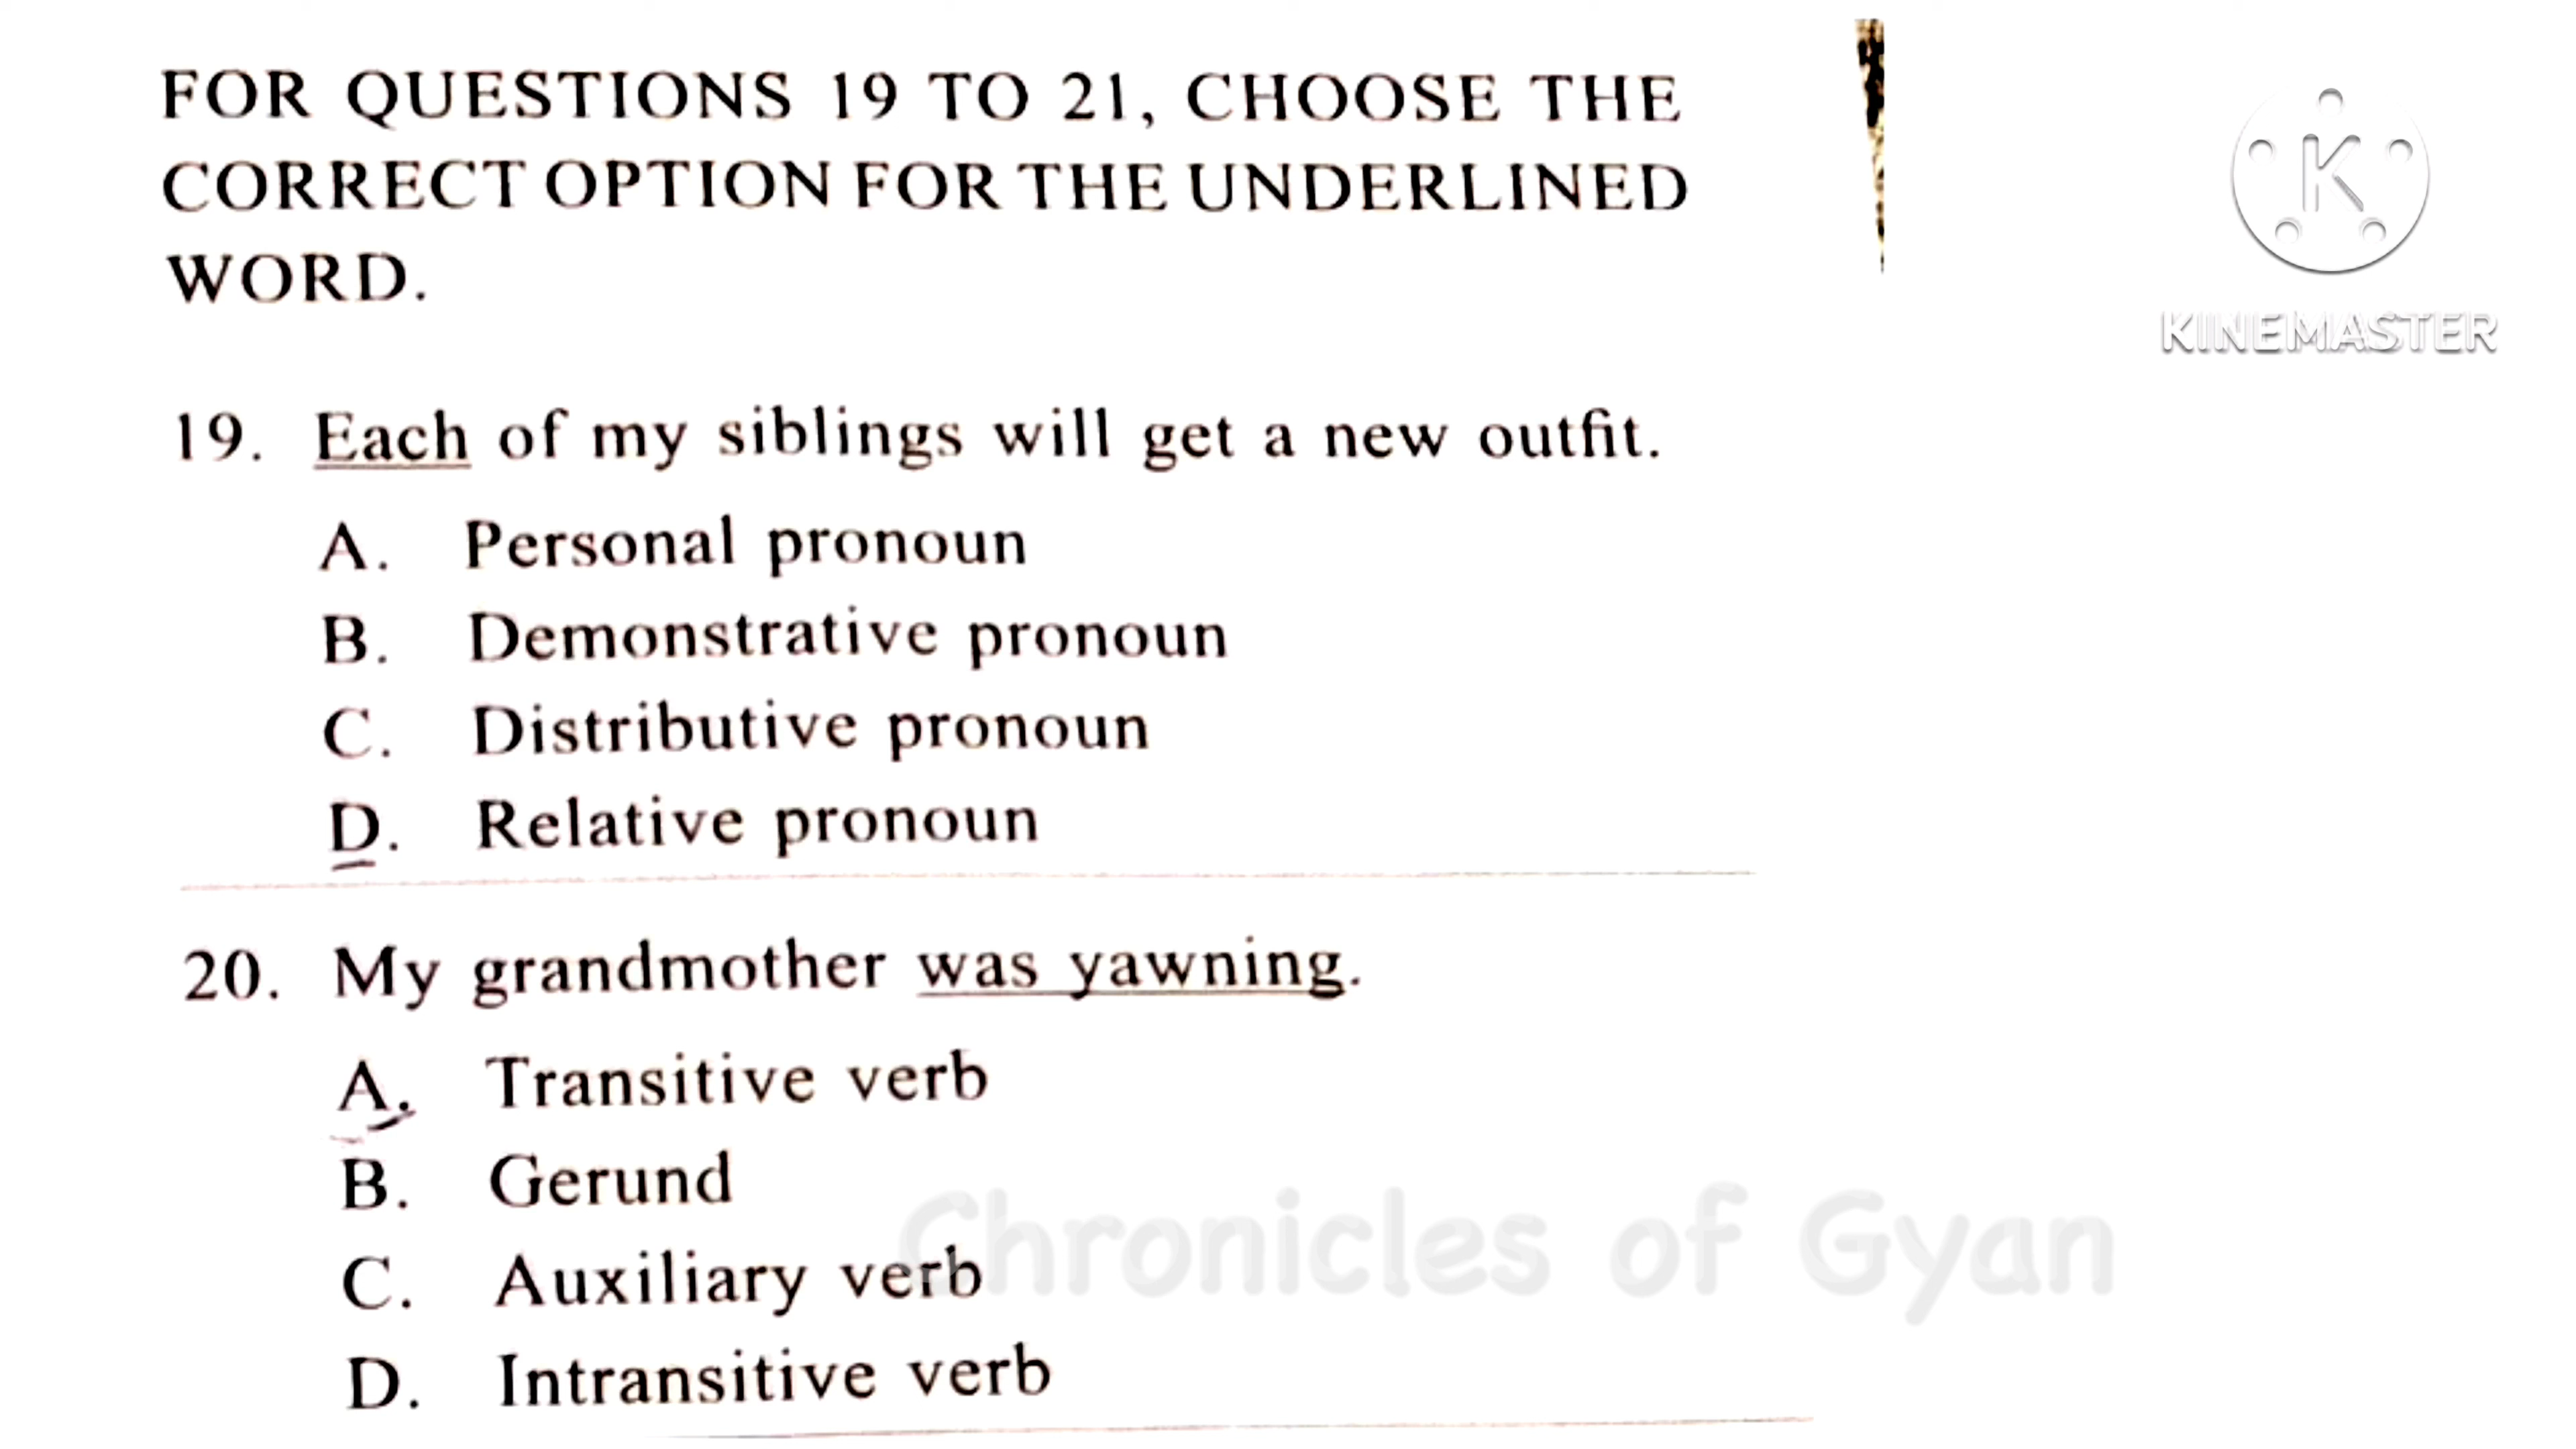 FOR QUESTIONS 19 TO 21, CHOOSE THE
CORRECT OPTION FOR THE UNDERLINED
WORD.
K
KINEMASTER
19. Each of my siblings will get a new outfit.
A. Personal pronoun
B. Demonstrative pronoun
C. Distributive pronoun
D. Relative pronoun
20. My grandmother was yawning.
A. Transitive verb
B. Gerund
C. Auxiliary verb
D. Intransitive verb
Chronicles of Gyan